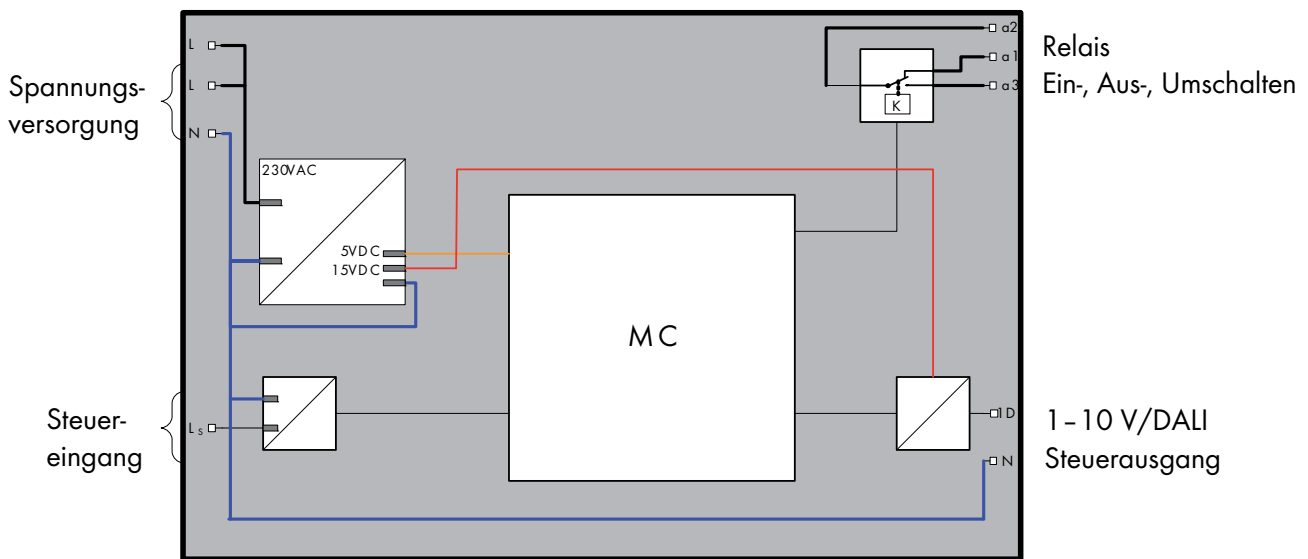 L
L
N
Spannungs-
versorgung
a2
a1
a3
K
Relais
Ein-, Aus-, Umschalten
230VAC
5VDC
15VDC
MC
Steuer-
eingang
Ls
1D
N
1–10 V/DALI
Steuerausgang